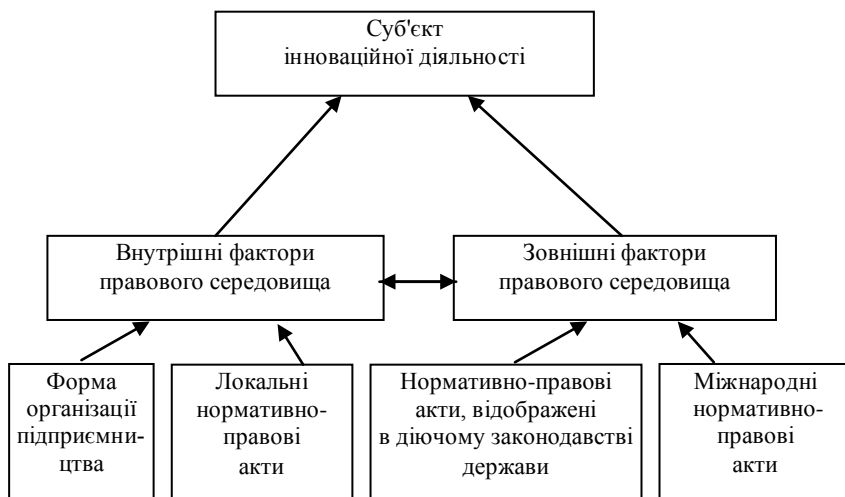 Суб'єкт
інноваційної діяльності
Внутрішні фактори
правового середовища
Зовнішні фактори
правового середовища
Форма
організації
підприємни-
цтва
Локальні
нормативно-
правові
акти
Нормативно-правові
акти, відображені
в діючому законодавстві
держави
Міжнародні
нормативно-
правові
акти